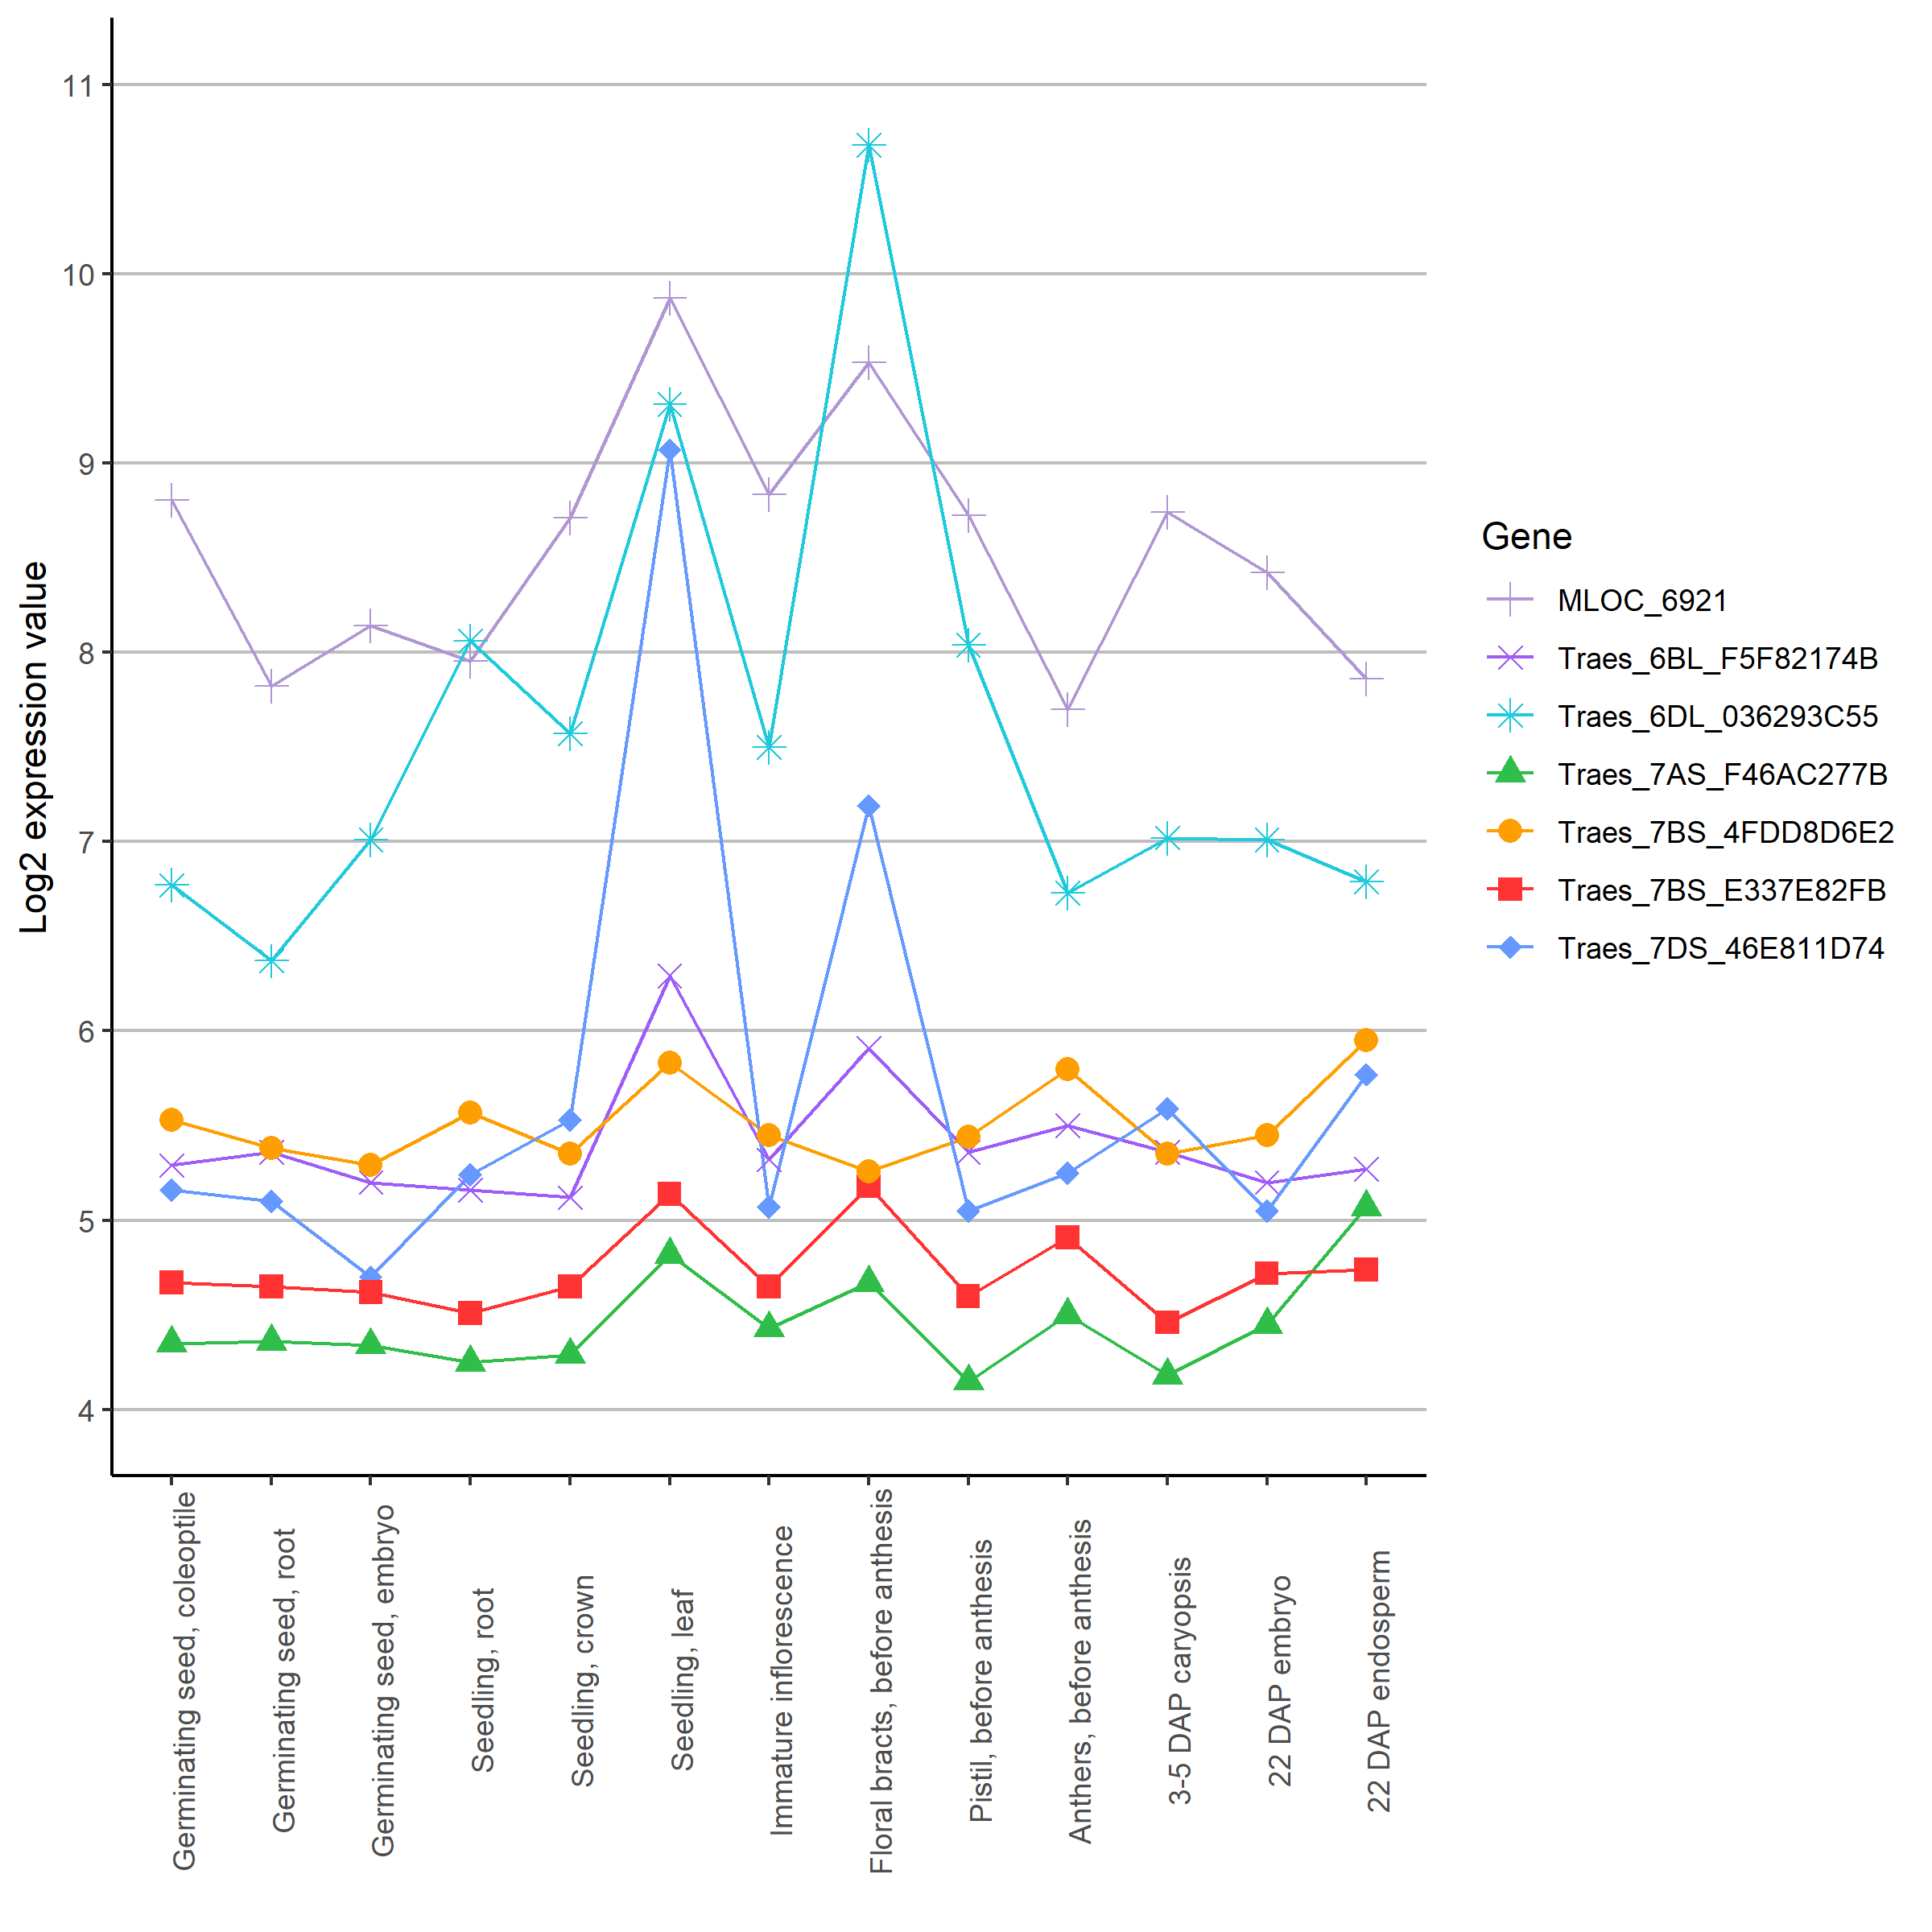 11
10
9
8
7
6
5
4
Log2 expression value
Germinating seed, coleoptile
Germinating seed, root
Germinating seed, embryo
Seedling, root
Seedling, crown
Seedling, leaf
Immature inflorescence
Floral bracts, before anthesis
Pistil, before anthesis
Anthers, before anthesis
3-5 DAP caryopsis
22 DAP embryo
22 DAP endosperm
Gene
MLOC_6921
Traes_6BL_F5F82174B
Traes_6DL_036293C55
Traes_7AS_F46AC277B
Traes_7BS_4FDD8D6E2
Traes_7BS_E337E82FB
Traes_7DS_46E811D74